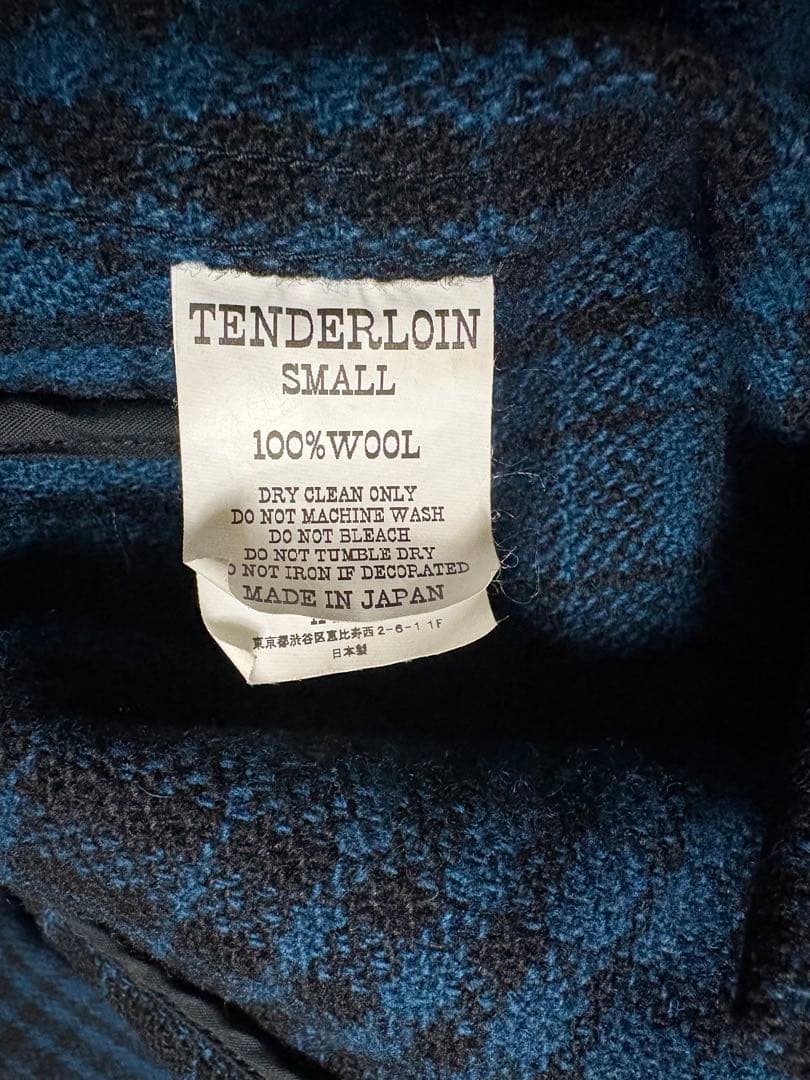 TENDERLOIN
SMALL
100%WOOL
DRY CLEAN ONLY
DO NOT MACHINE WASH
DO NOT BLEACH
DO NOT TUMBLE DRY
NOT IRON IF DECORATED
MADE IN JAPAN
東京都渋谷区恵比寿西2-6-11F
日本製